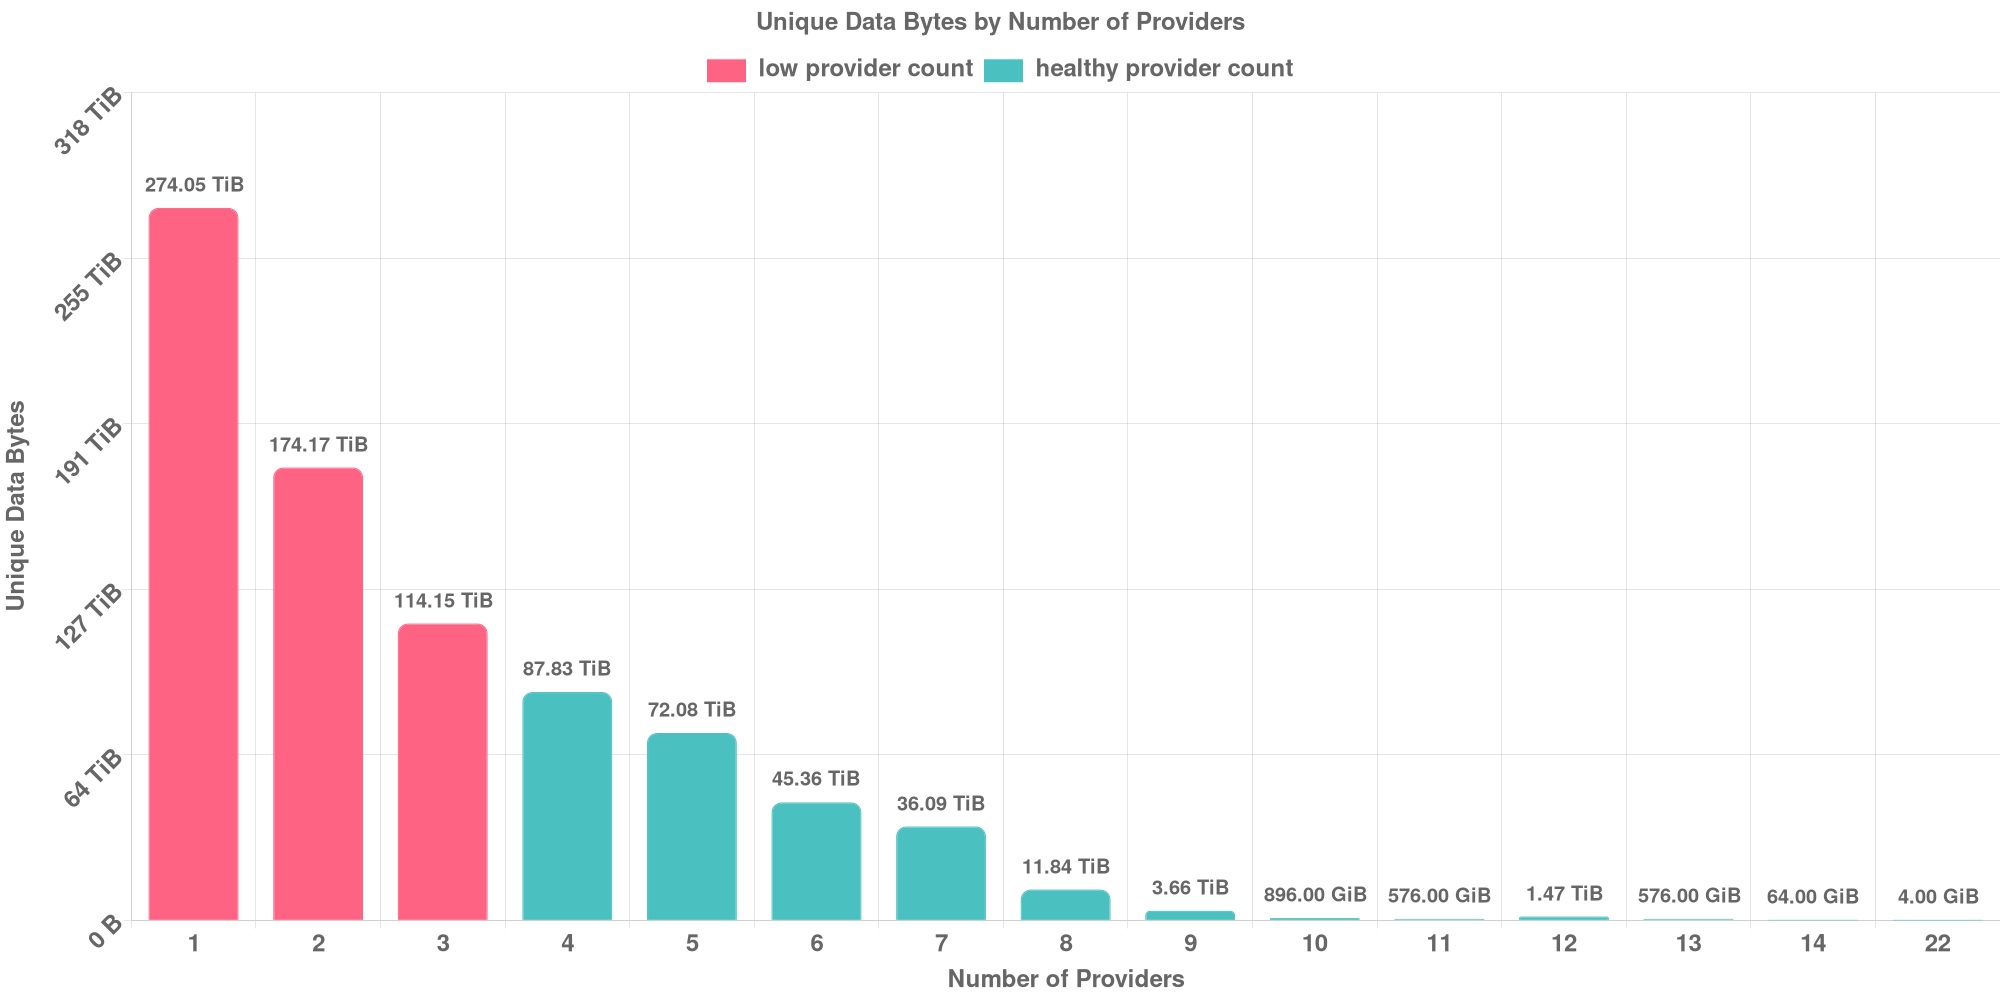 Unique Data Bytes by Number of Providers
low provider count
healthy provider count
318 TiB
255 TiB
191 TiB
127 TiB
64 TiB
0 B
Unique Data Bytes
274.05 TiB
174.17 TiB
114.15 TiB
87.83 TiB
72.08 TiB
45.36 TiB
36.09 TiB
11.84 TiB
3.66 TiB
896.00 GiB
576.00 GiB
1.47 TiB
576.00 GiB
64.00 GiB
4.00 GiB
1 2 3 4 5 6 7 8 9 10 11 12 13 14 22
Number of Providers